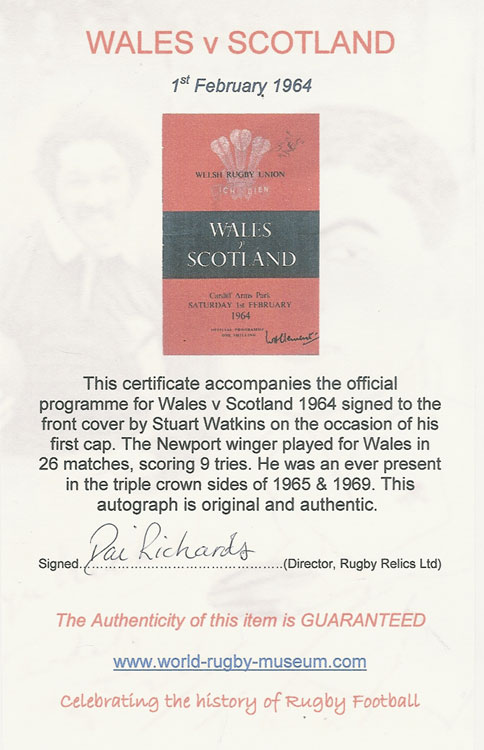 WALES v SCOTLAND
1st February 1964
WELSH RUGBY UNION
ICH DIEN
WALES
v
SCOTLAND
Cardiff Arms Park
SATURDAY 1st FEBRUARY
1964
OFFICIAL PROGRAMME
ONE SHILLING
This certificate accompanies the official
programme for Wales v Scotland 1964 signed to the
front cover by Stuart Watkins on the occasion of his
first cap. The Newport winger played for Wales in
26 matches, scoring 9 tries. He was an ever present
in the triple crown sides of 1965 & 1969. This
autograph is original and authentic.
Signed. Dai Richards (Director, Rugby Relics Ltd)
The Authenticity of this item is GUARANTEED
www.world-rugby-museum.com
Celebrating the history of Rugby Football